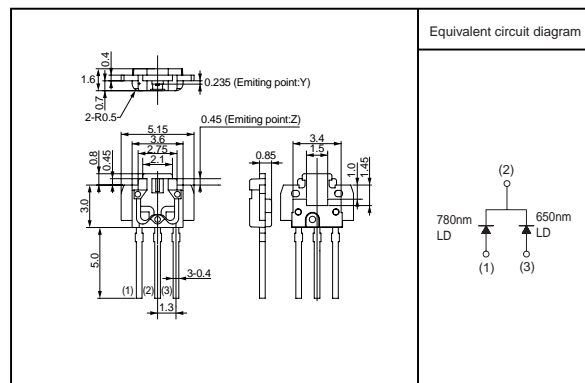 Equivalent circuit diagram
0.4
1.6
0.7
2-R0.5
0.235 (Emiting point:Y)
0.45 (Emiting point:Z)
5.15
3.6
2.75
2.1
0.8
0.45
3.0
5.0
(1) (2) (3)
3-0.4
1.3
0.85
3.4
1.5
1.0
1.45
(2)
780nm
LD
650nm
LD
(1)
(3)